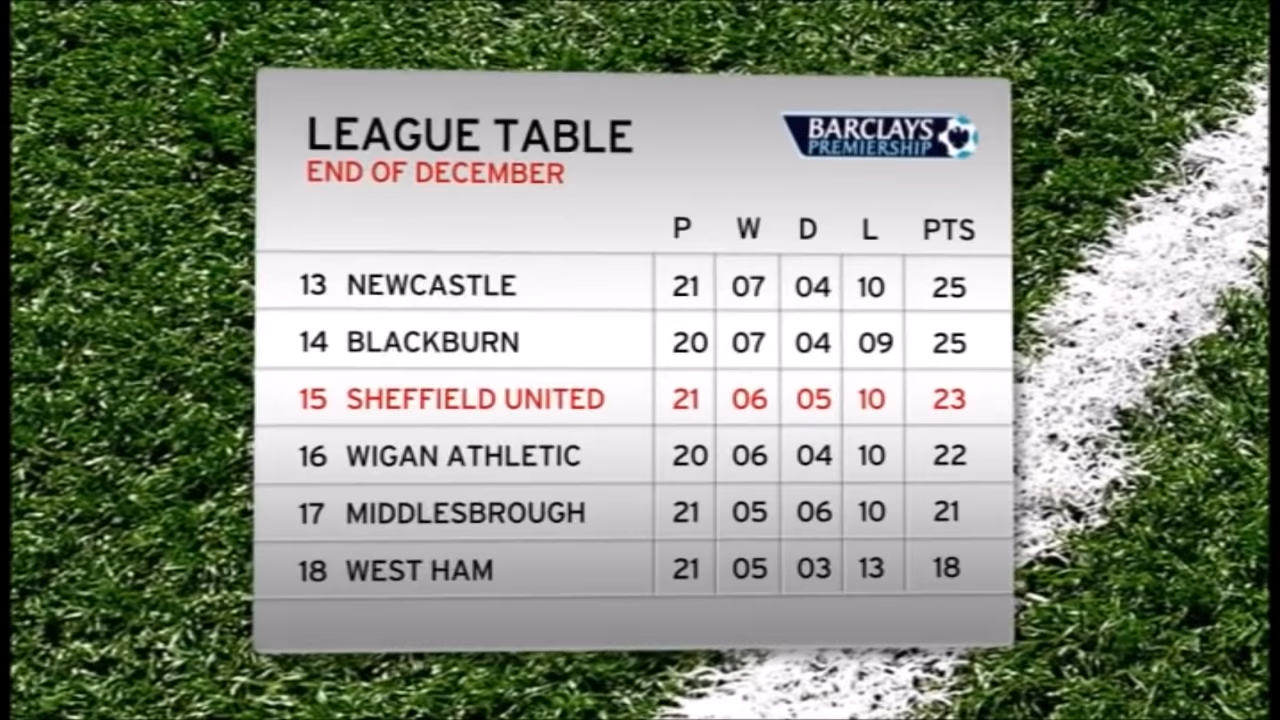 LEAGUE TABLE
BARCLAYS
PREMIERSHIP
END OF DECEMBER
P W D L PTS
13 NEWCASTLE 21 07 04 10 25
14 BLACKBURN 20 07 04 09 25
15 SHEFFIELD UNITED 21 06 05 10 23
16 WIGAN ATHLETIC 20 06 04 10 22
17 MIDDLESBROUGH 21 05 06 10 21
18 WEST HAM 21 05 03 13 18